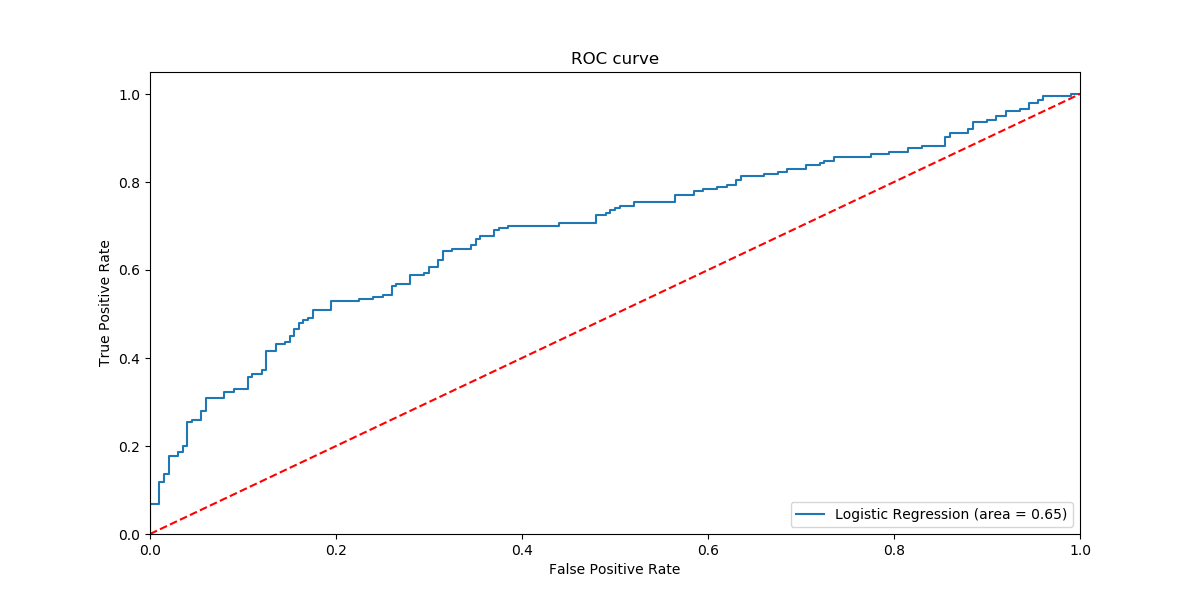 ROC curve
1.0
0.8
0.6
0.4
0.2
0.0
True Positive Rate
Logistic Regression (area = 0.65)
0.0 0.2 0.4 0.6 0.8 1.0
False Positive Rate